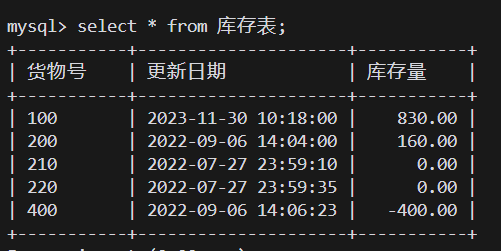 mysql> select * from 库存表;
+-----------+---------------------+-----------+
| 货物号 | 更新日期 | 库存量 |
+-----------+---------------------+-----------+
| 100 | 2023-11-30 10:18:00 | 830.00 |
| 200 | 2022-09-06 14:04:00 | 160.00 |
| 210 | 2022-07-27 23:59:10 | 0.00 |
| 220 | 2022-07-27 23:59:35 | 0.00 |
| 400 | 2022-09-06 14:06:23 | -400.00 |
+-----------+---------------------+-----------+